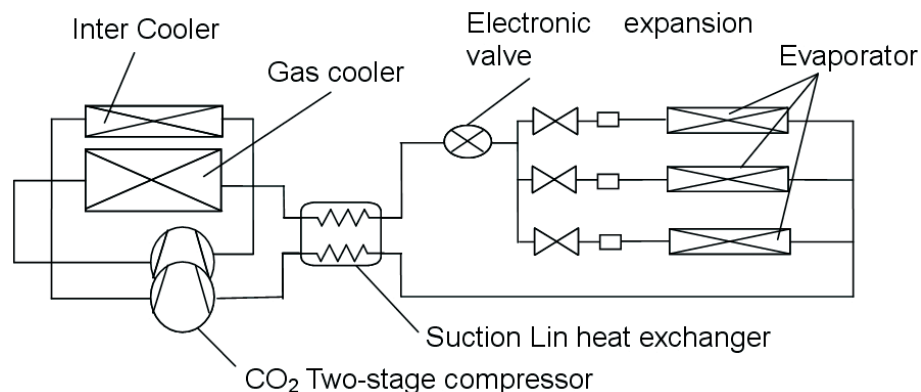 Inter Cooler
Gas cooler
Electronic expansion
valve
Evaporator
Suction Lin heat exchanger
CO₂ Two-stage compressor